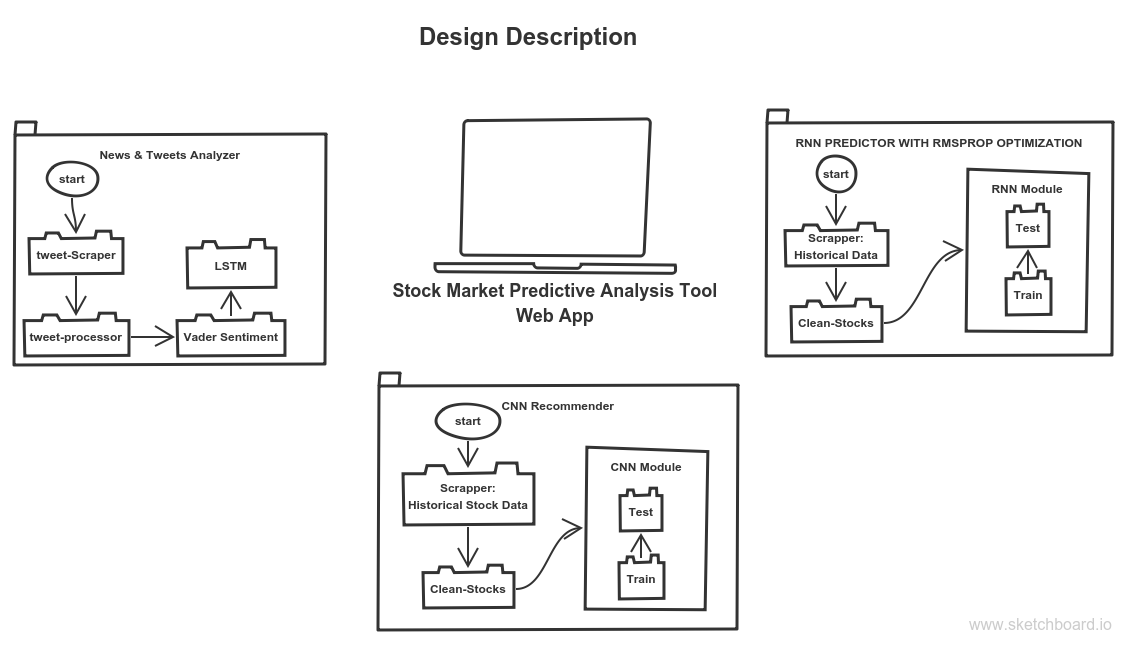 Design Description
News & Tweets Analyzer
start
tweet-Scraper
LSTM
tweet-processor
Vader Sentiment
Stock Market Predictive Analysis Tool
Web App
RNN PREDICTOR WITH RMSPROP OPTIMIZATION
start
Scrapper:
Historical Data
Clean-Stocks
RNN Module
Test
Train
CNN Recommender
start
Scrapper:
Historical Stock Data
Clean-Stocks
CNN Module
Test
Train
www.sketchboard.io